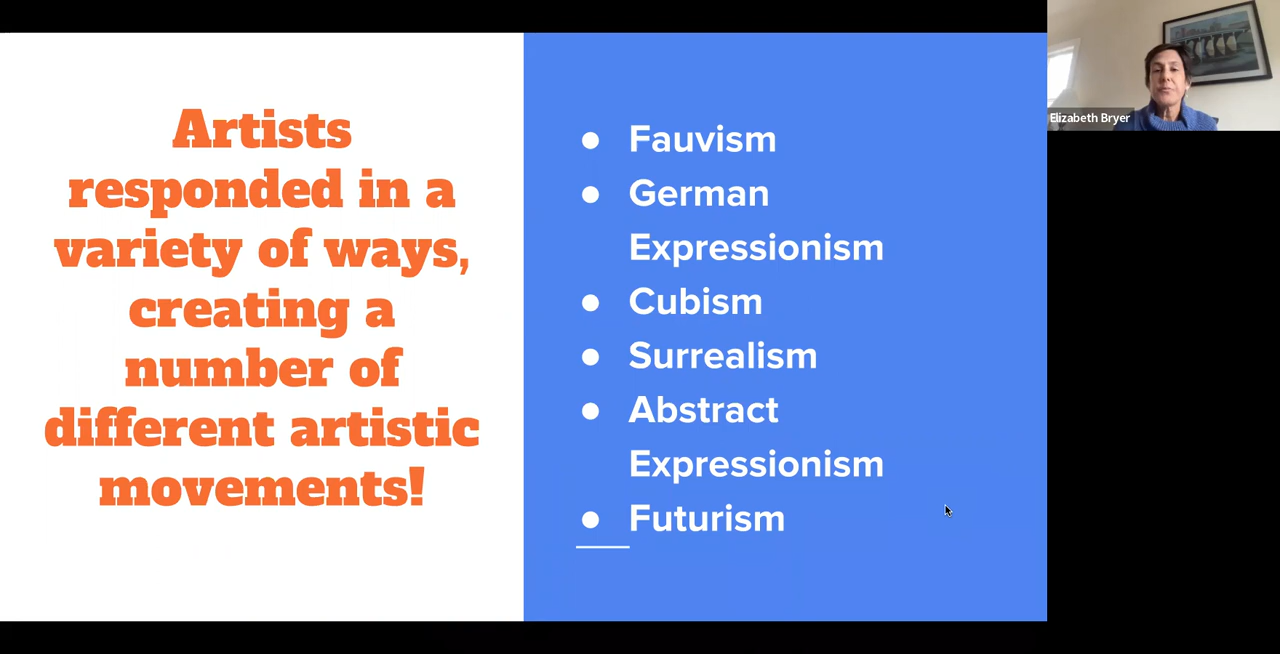 Artists
responded in a
variety of ways,
creating a
number of
different artistic
movements!
● Fauvism
● German
Expressionism
● Cubism
● Surrealism
● Abstract
Expressionism
● Futurism
Elizabeth Bryer